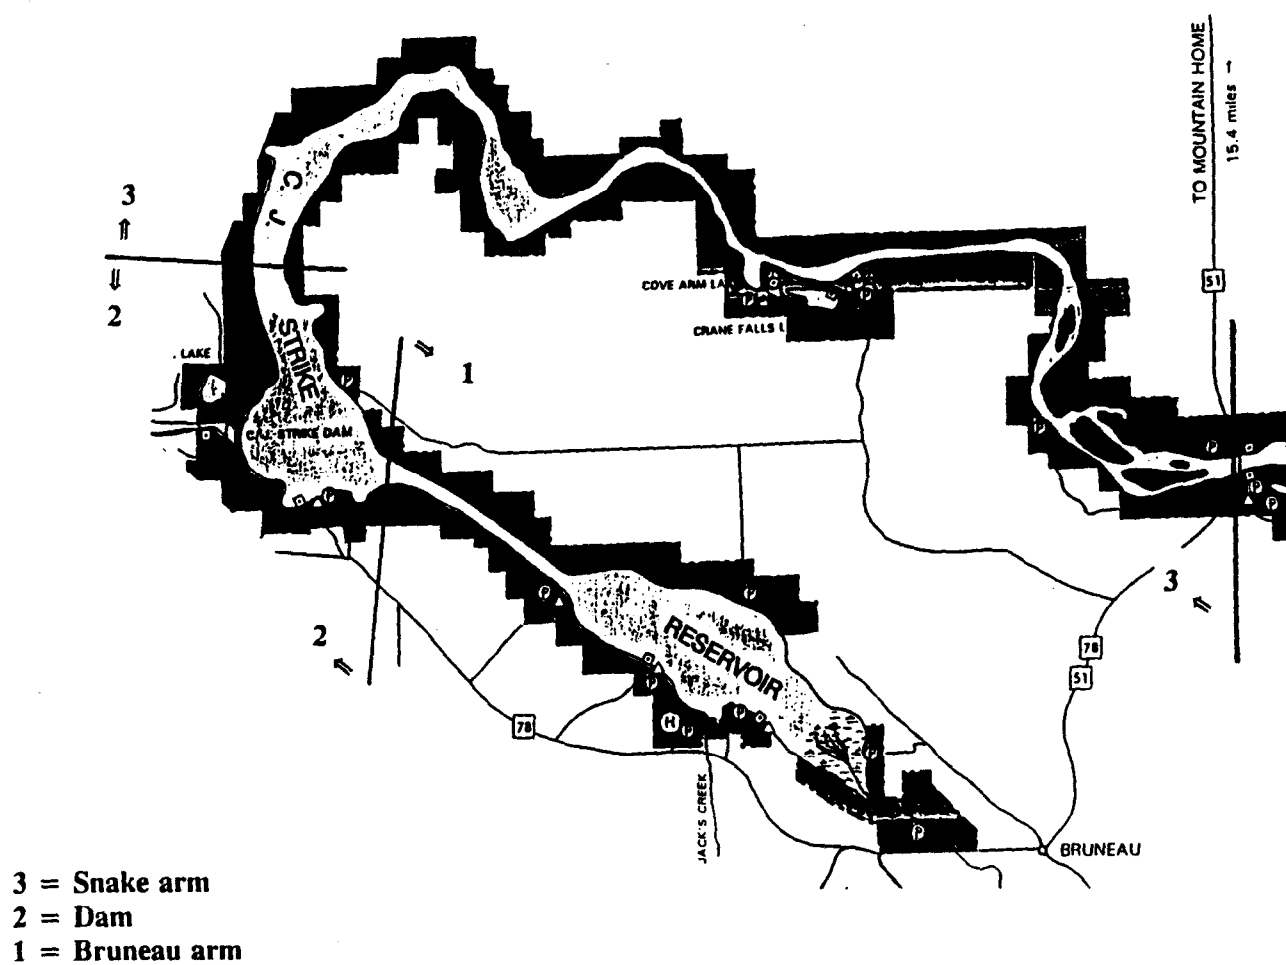 TO MOUNTAIN HOME
15.4 miles →
3
⇑
C. J.
⇓
2
51
COVE ARM LA
CRANE FALLS L
LAKE
STRIKE
1
C.J. STRIKE DAM
P
P
P
P
P
P
P
P
P
3
2
P
P
RESERVOIR
78
51
P
78
H
P
P
P
JACK'S CREEK
P
BRUNEAU
3 = Snake arm
2 = Dam
1 = Bruneau arm